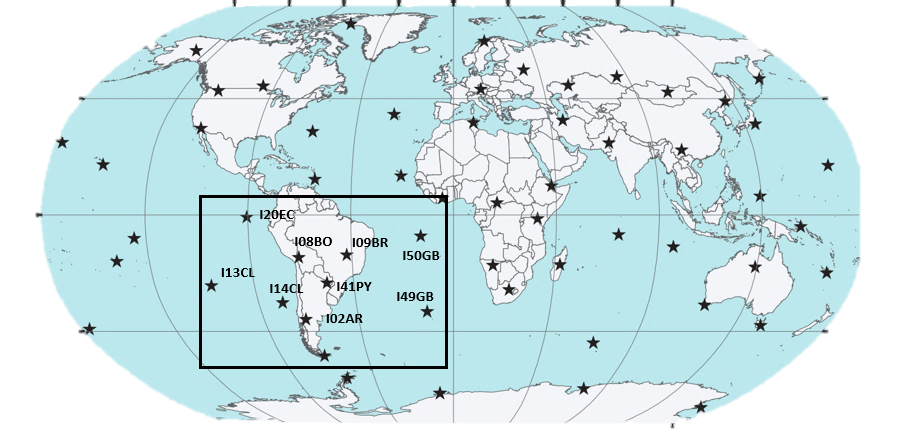 I20EC
I08BO
I09BR
I50GB
I13CL
I14CL
I41PY
I49GB
I02AR